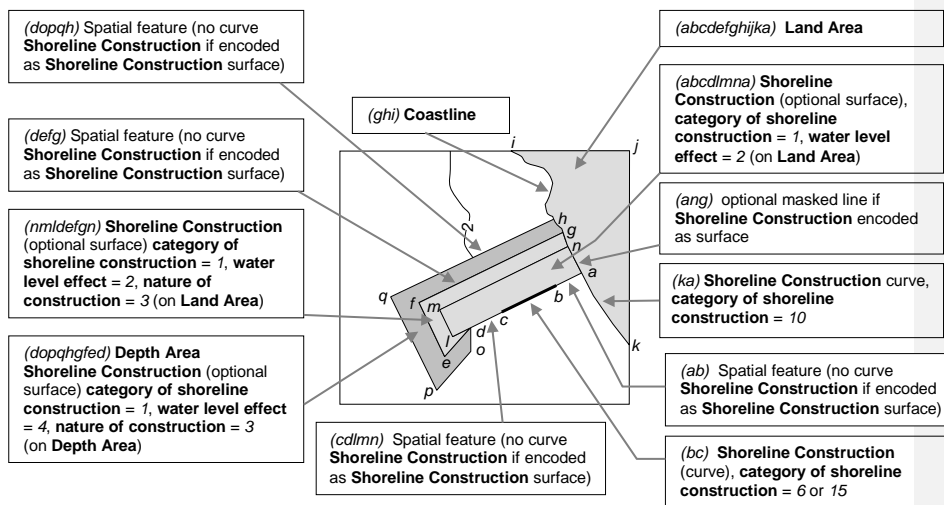 (dopqh) Spatial feature (no curve
Shoreline Construction if encoded
as Shoreline Construction surface)
(defg) Spatial feature (no curve
Shoreline Construction if
encoded as Shoreline Construction
surface)
(nmldefgn) Shoreline Construction
(optional surface) category of
shoreline construction = 1, water
level effect = 2, nature of
construction = 3 (on Land Area)
(dopqhgfed) Depth Area
Shoreline Construction (optional
surface) category of shoreline
construction = 1, water level effect
= 4, nature of construction = 3
(on Depth Area)
(ghi) Coastline
i
j
2
h
g
n
a
q
f
m
b
c
l
d
e
o
p
k
(cdlmn) Spatial feature (no curve
Shoreline Construction if encoded
as Shoreline Construction surface)
(abcdefghijka) Land Area
(abcdlmna) Shoreline
Construction (optional surface),
category of shoreline
construction = 1, water level
effect = 2 (on Land Area)
(ang) optional masked line if
Shoreline Construction encoded
as surface
(ka) Shoreline Construction curve,
category of shoreline
construction = 10
(ab) Spatial feature (no curve
Shoreline Construction if encoded
as Shoreline Construction surface)
(bc) Shoreline Construction
(curve), category of shoreline
construction = 6 or 15